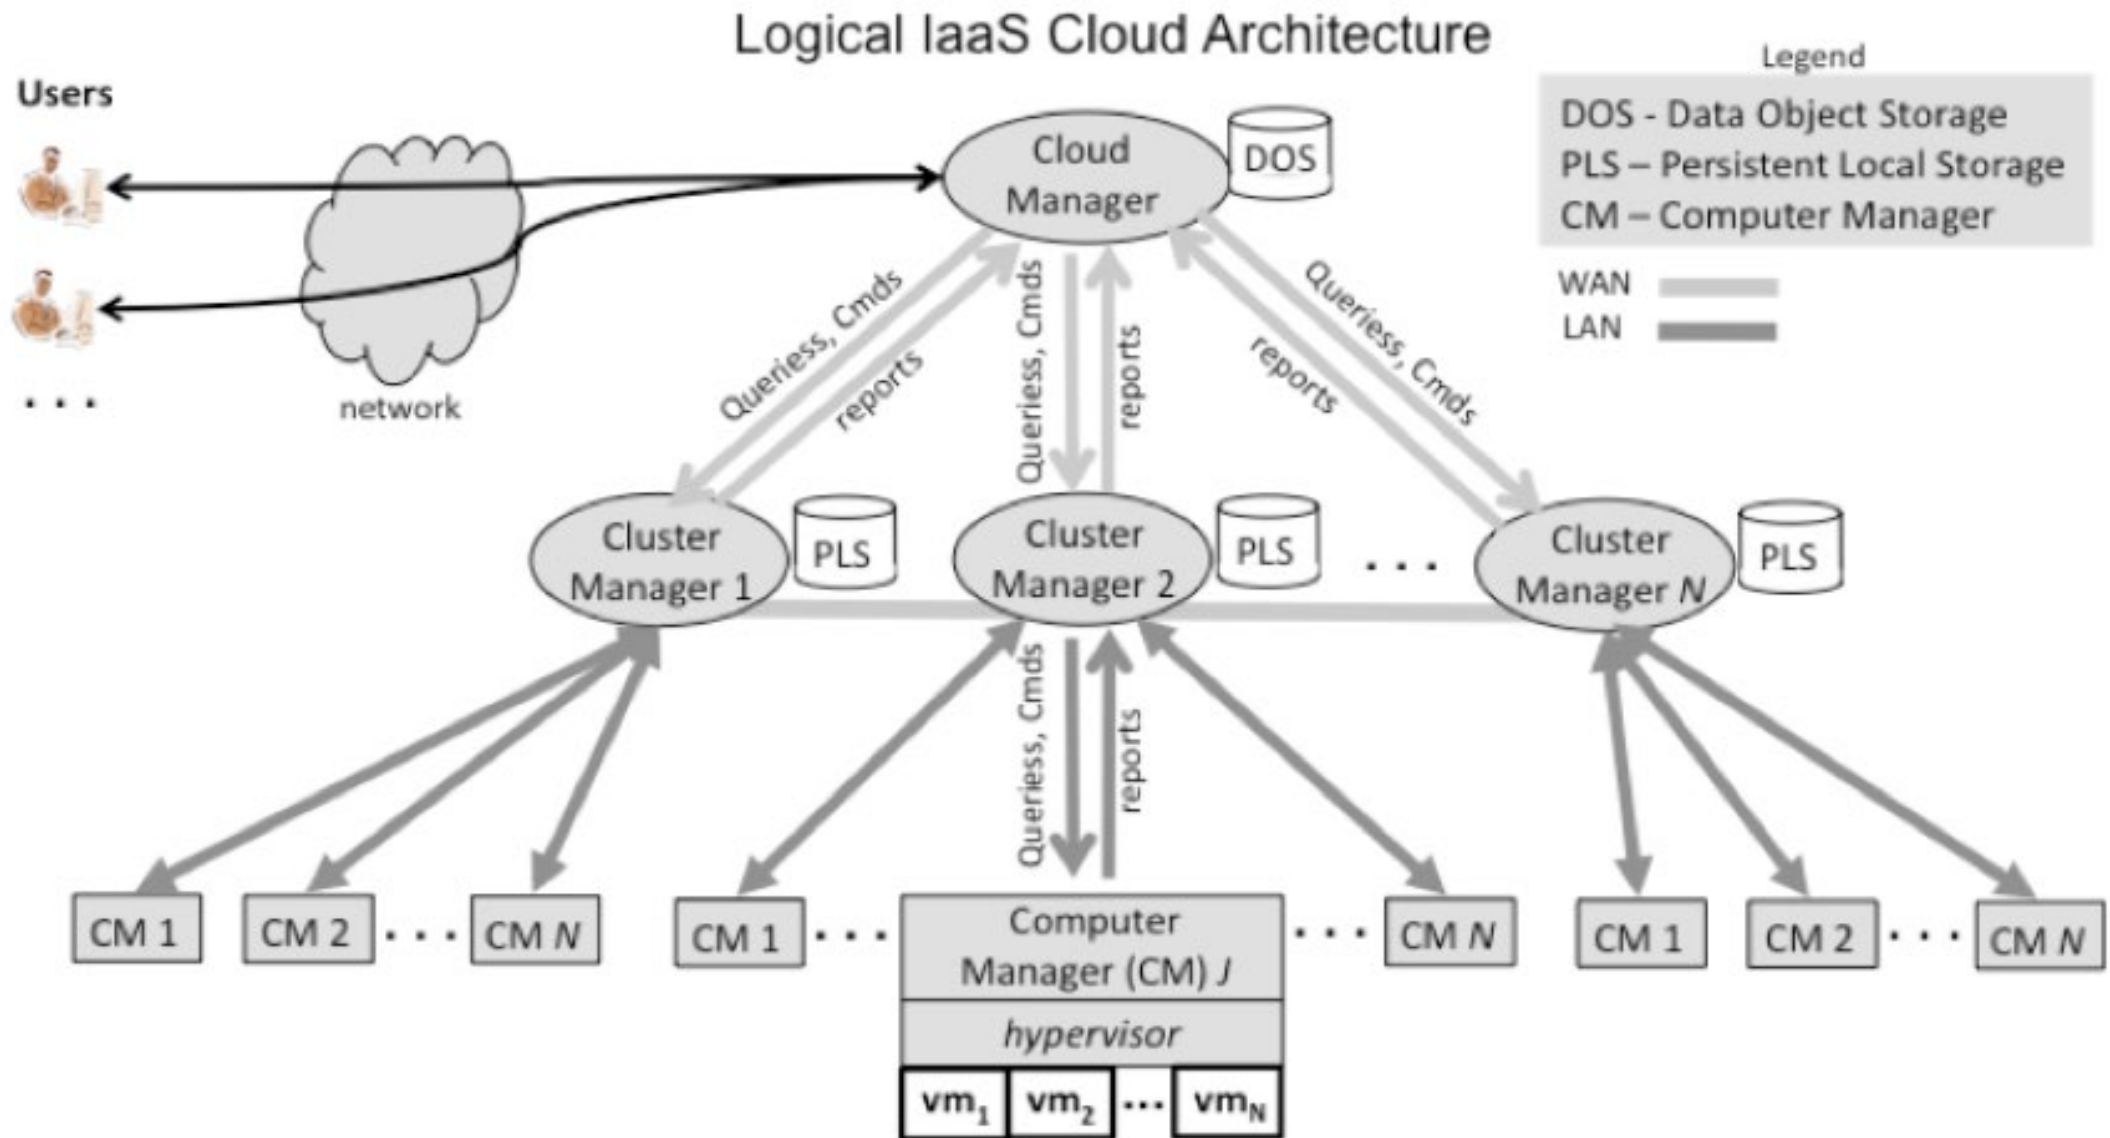 Logical IaaS Cloud Architecture
Legend
DOS - Data Object Storage
PLS – Persistent Local Storage
CM – Computer Manager
WAN
LAN
Users
. . .
network
Cloud
Manager
DOS
Queriess, Cmds
reports
Queriess, Cmds
reports
reports
Queriess, Cmds
Cluster
Manager 1
PLS
Cluster
Manager 2
PLS
. . .
Cluster
Manager N
PLS
Queriess, Cmds
reports
CM 1
CM 2
. . .
CM N
CM 1
. . .
Computer
Manager (CM) J
hypervisor
vm1
vm2
...
vmN
. . .
CM N
CM 1
CM 2
. . .
CM N